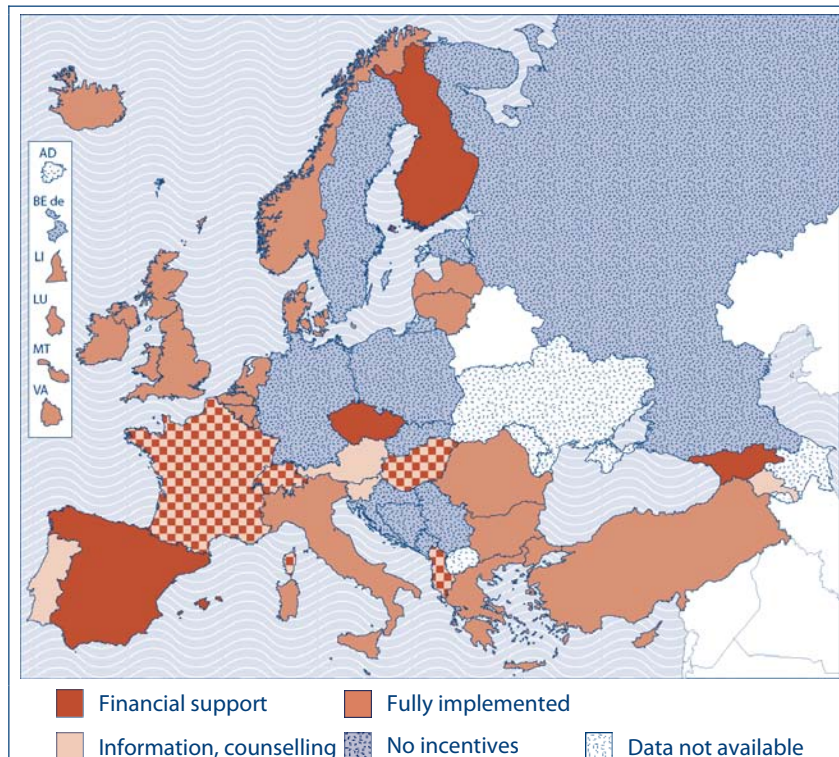 AD
BE de
LI
LU
MT
VA
Financial support
Fully implemented
Information, counselling
No incentives
Data not available